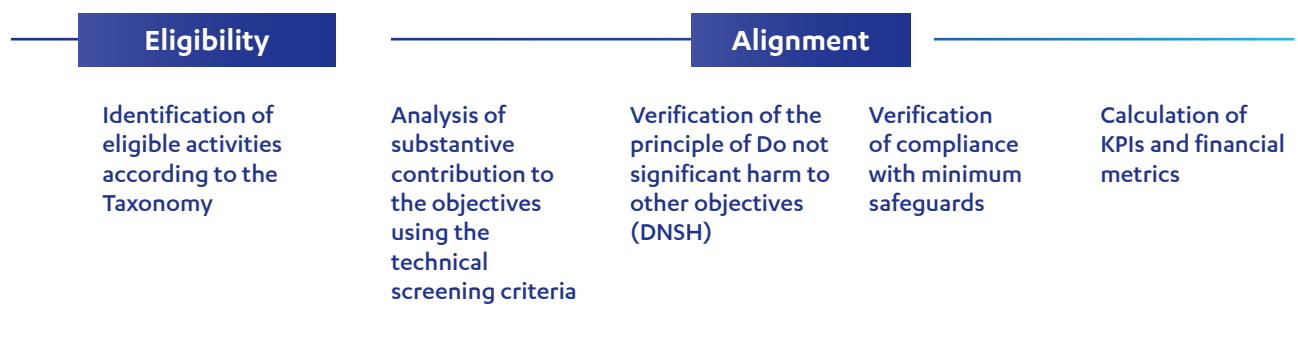 Eligibility
Alignment
Identification of
eligible activities
according to the
Taxonomy
Analysis of
substantive
contribution to
the objectives
using the
technical
screening criteria
Verification of the
principle of Do not
significant harm to
other objectives
(DNSH)
Verification
of compliance
with minimum
safeguards
Calculation of
KPIs and financial
metrics